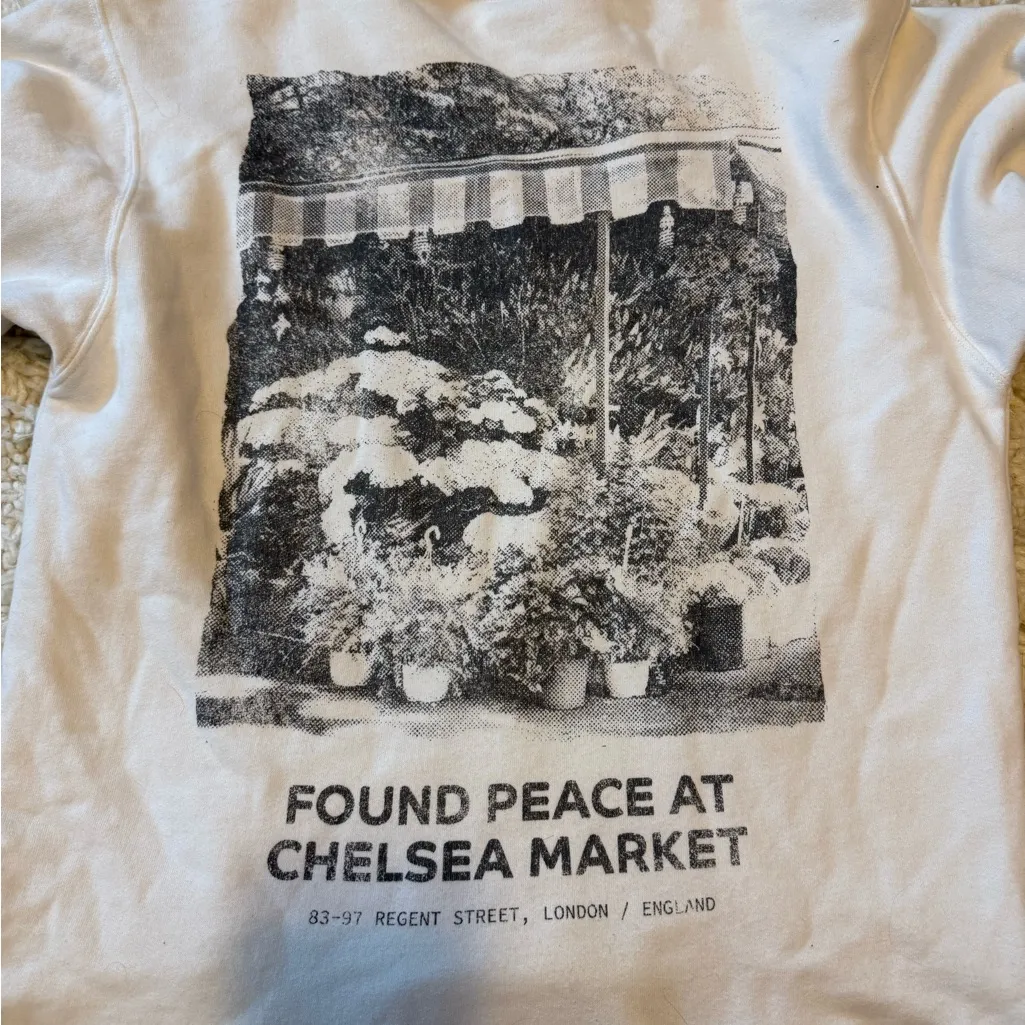 FOUND PEACE AT
CHELSEA MARKET
83-97 REGENT STREET, LONDON / ENGLAND